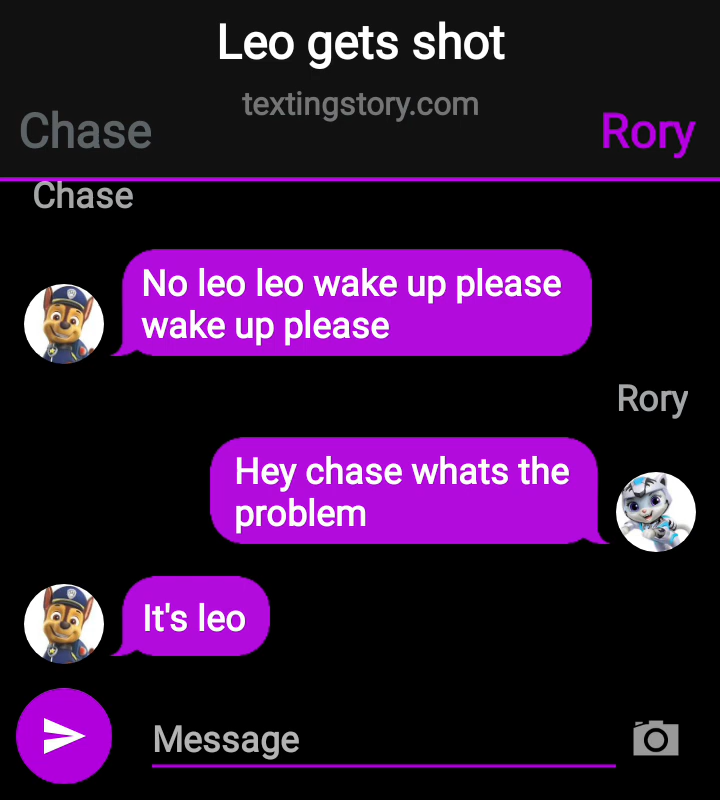 Leo gets shot
textingstory.com
Chase
Rory
Chase
No leo leo wake up please
wake up please
Rory
Hey chase whats the
problem
It's leo
Message